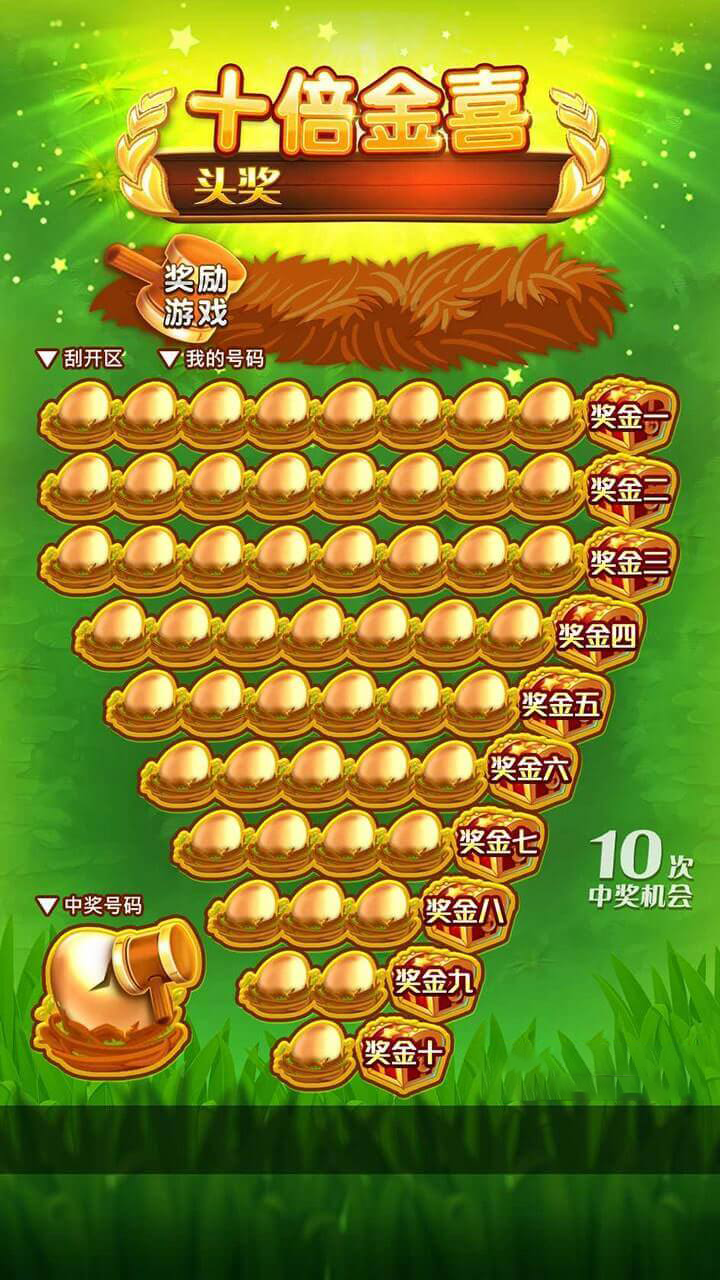 十倍金喜
头奖
奖励
游戏
▼刮开区 ▼我的号码
奖金一
奖金二
奖金三
奖金四
奖金五
奖金六
奖金七
10次
中奖机会
奖金八
▼中奖号码
奖金九
奖金十